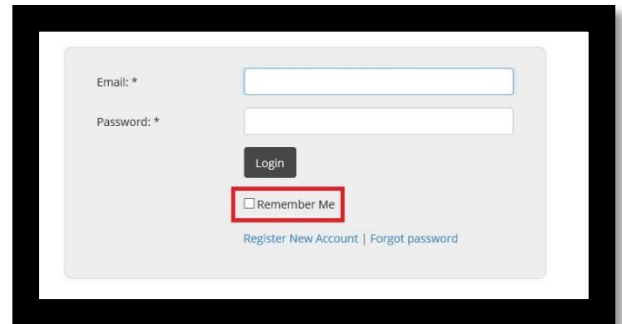 Email: *
Password: *
Login
Remember Me
Register New Account | Forgot password